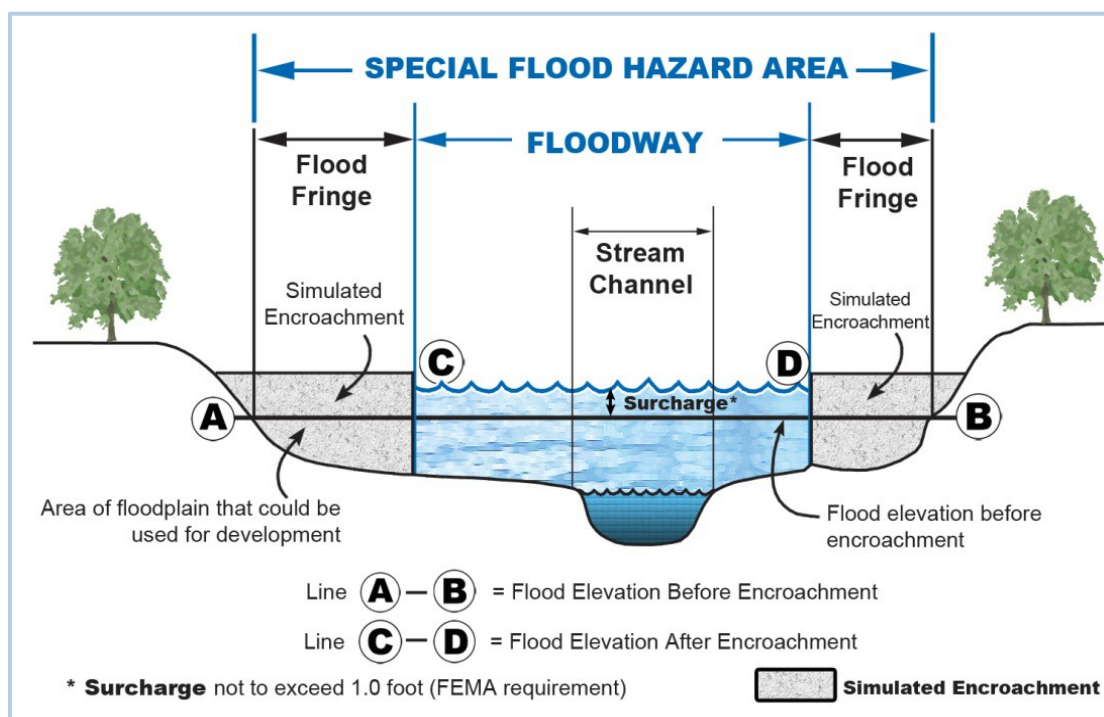 SPECIAL FLOOD HAZARD AREA
FLOODWAY
Flood
Fringe
Flood
Fringe
Stream
Channel
Simulated
Encroachment
Simulated
Encroachment
C
D
Surcharge*
A
B
Area of floodplain that could be
used for development
Flood elevation before
encroachment
Line A – B = Flood Elevation Before Encroachment
Line C – D = Flood Elevation After Encroachment
* Surcharge not to exceed 1.0 foot (FEMA requirement)
Simulated Encroachment